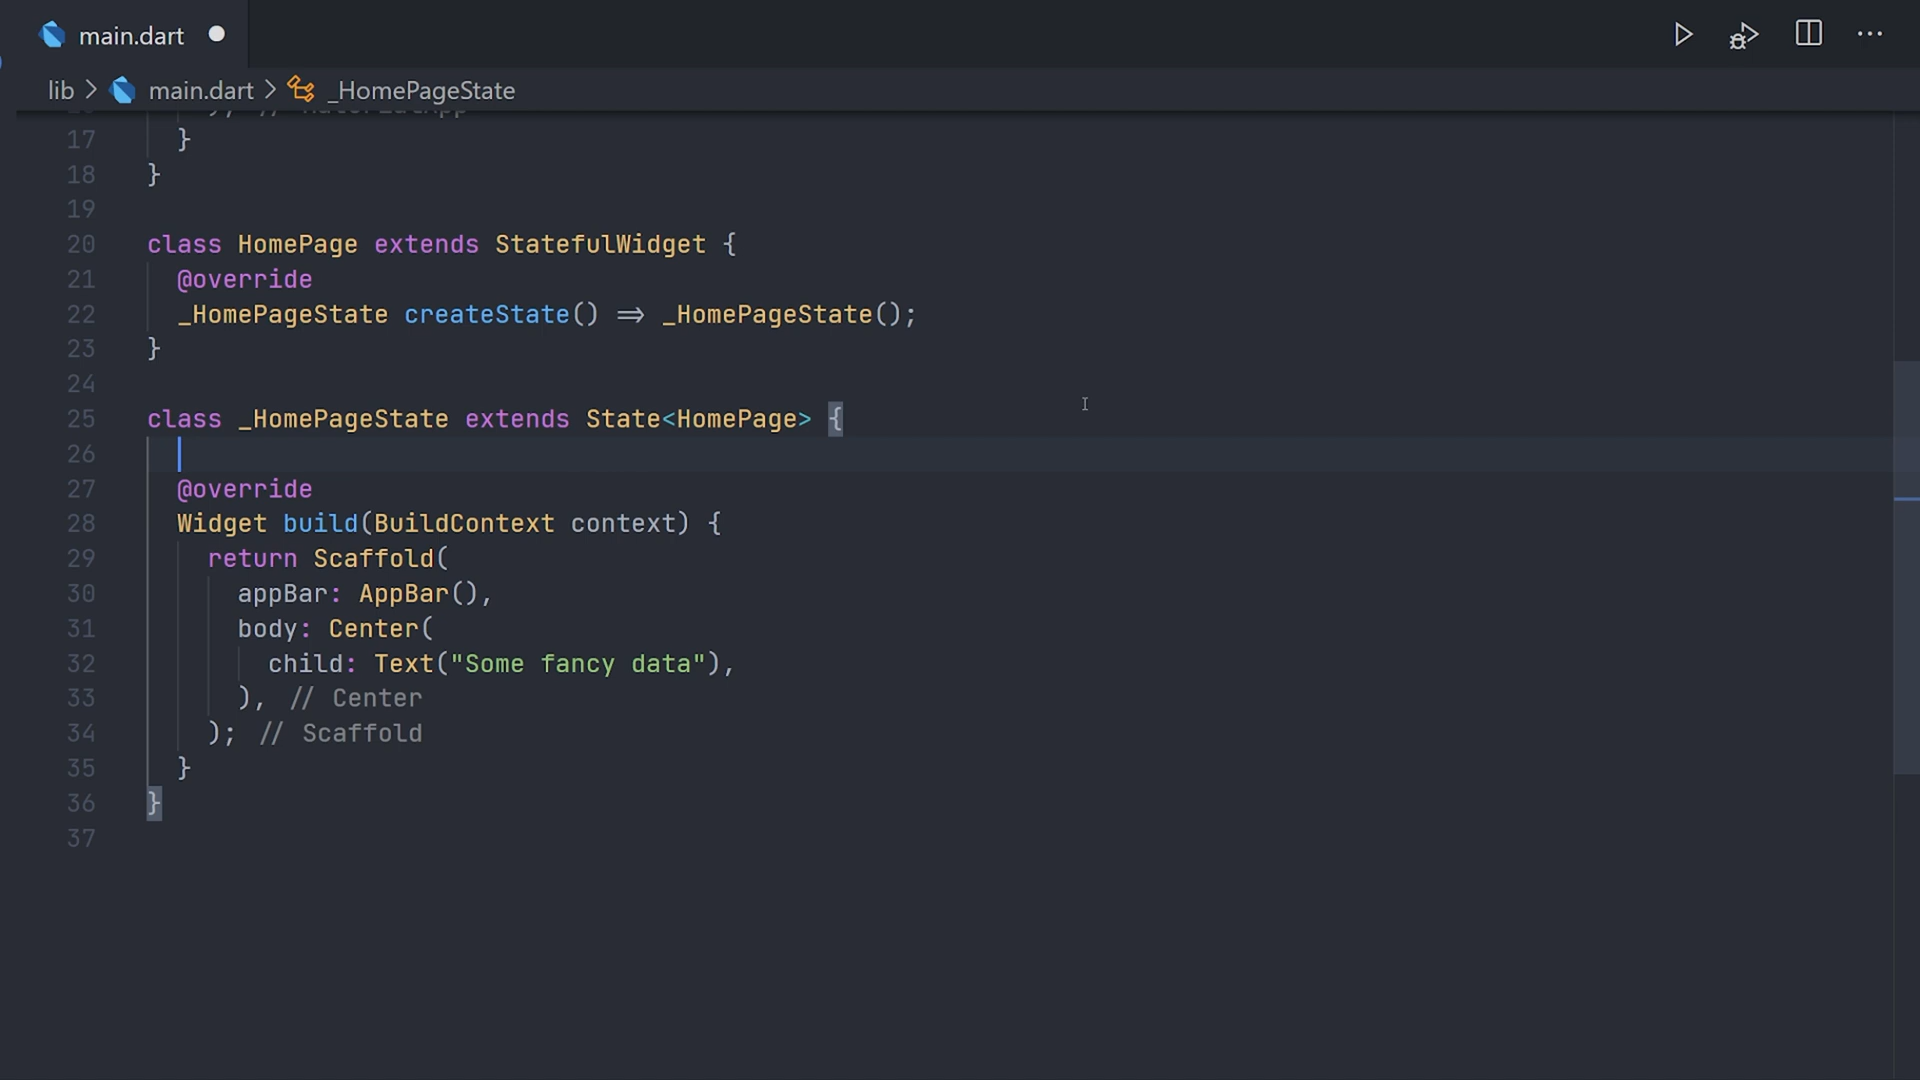 main.dart
lib > main.dart > _HomePageState
17 }
18 }
19
20 class HomePage extends StatefulWidget {
21 @override
22 _HomePageState createState() => _HomePageState();
23 }
24
25 class _HomePageState extends State<HomePage> {
26
27 @override
28 Widget build(BuildContext context) {
29 return Scaffold(
30 appBar: AppBar(),
31 body: Center(
32 child: Text("Some fancy data"),
33 ), // Center
34 ); // Scaffold
35 }
36 }
37